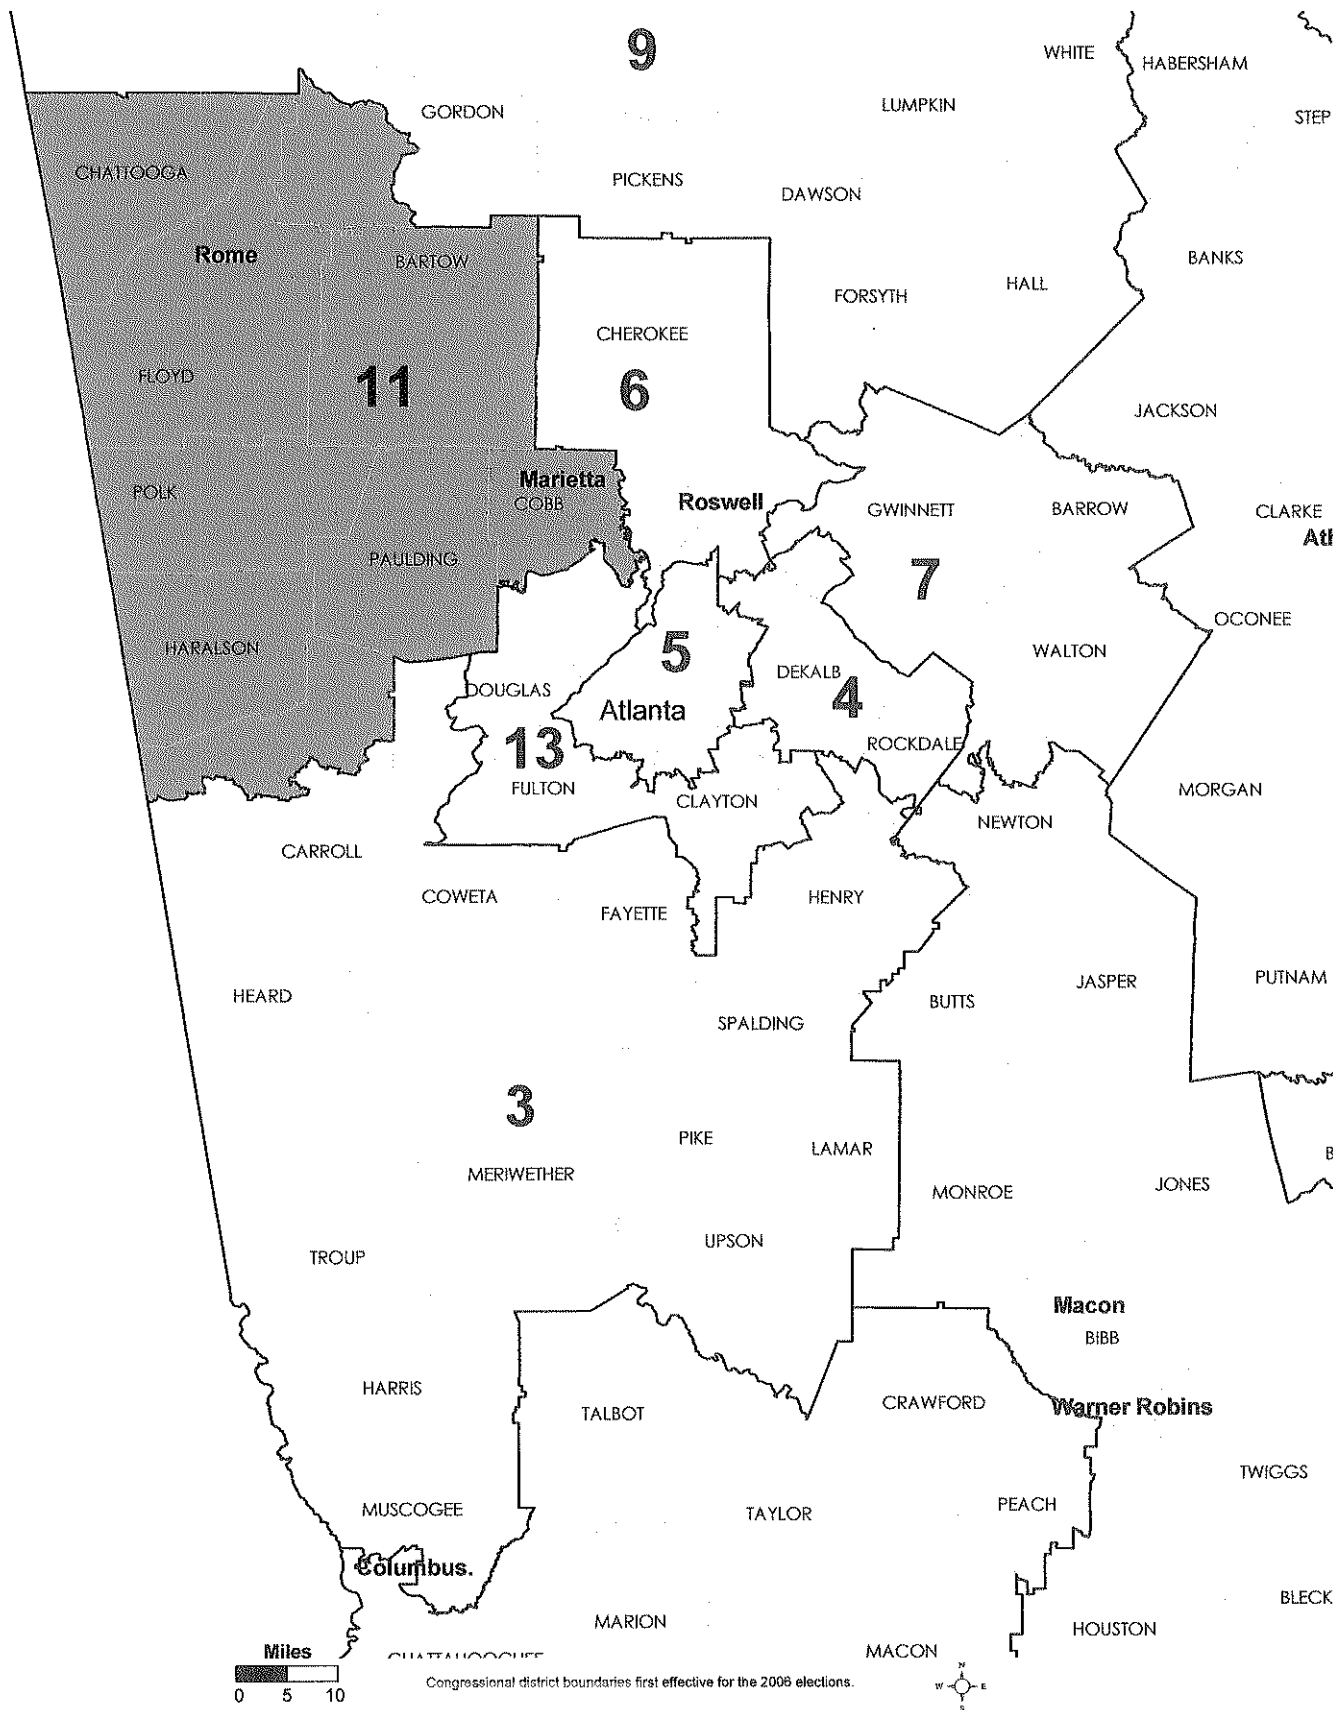 9
WHITE
HABERSHAM
GORDON
LUMPKIN
STEP
CHATTOOGA
PICKENS
DAWSON
Rome
BARTOW
BANKS
FORSYTH
HALL
CHEROKEE
FLOYD
11
6
JACKSON
POLK
Marietta
COBB
Roswell
GWINNETT
BARROW
CLARKE
Ath
PAULDING
7
OCONEE
HARALSON
5
WALTON
DEKALB
DOUGLAS
4
Atlanta
13
ROCKDALE
FULTON
CLAYTON
MORGAN
NEWTON
CARROLL
COWETA
FAYETTE
HENRY
HEARD
JASPER
PUTNAM
BUTTS
SPALDING
3
PIKE
LAMAR
B
MERIWETHER
MONROE
JONES
TROUP
UPSON
Macon
BIBB
HARRIS
TALBOT
CRAWFORD
Warner Robins
TWIGGS
MUSCOGEE
TAYLOR
PEACH
Columbus.
BLECK
MARION
HOUSTON
MACON
CHATTAHOOCHEE
Miles
0 5 10
Congressional district boundaries first effective for the 2006 elections.
N
W E
S